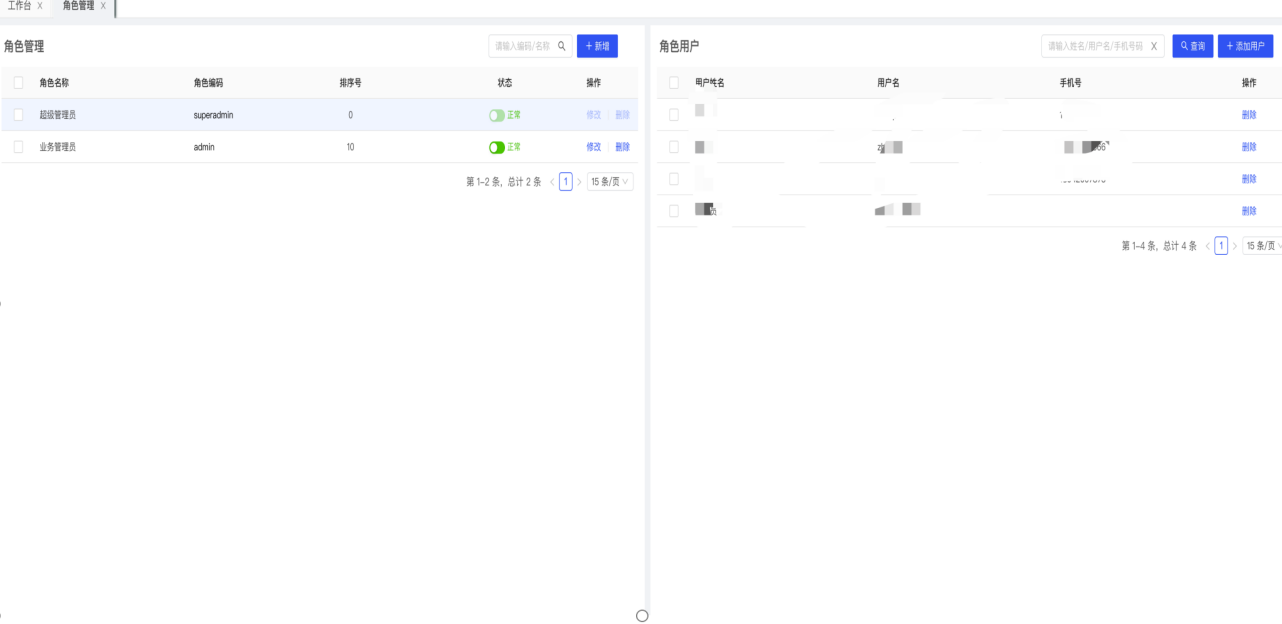 工作台 X 角色管理 X
角色管理
请输入编码/名称
+ 新增
角色名称 角色编码 排序号 状态 操作
超级管理员 superadmin 0 正常 修改 删除
业务管理员 admin 10 正常 修改 删除
第 1-2 条, 总计 2 条 < 1 > 15 条/页
角色用户
请输入姓名/用户名/手机号码 X
查询
+ 添加用户
用户姓名 用户名 手机号 操作
删除
删除
删除
员 删除
第 1-4 条, 总计 4 条 < 1 > 15 条/页